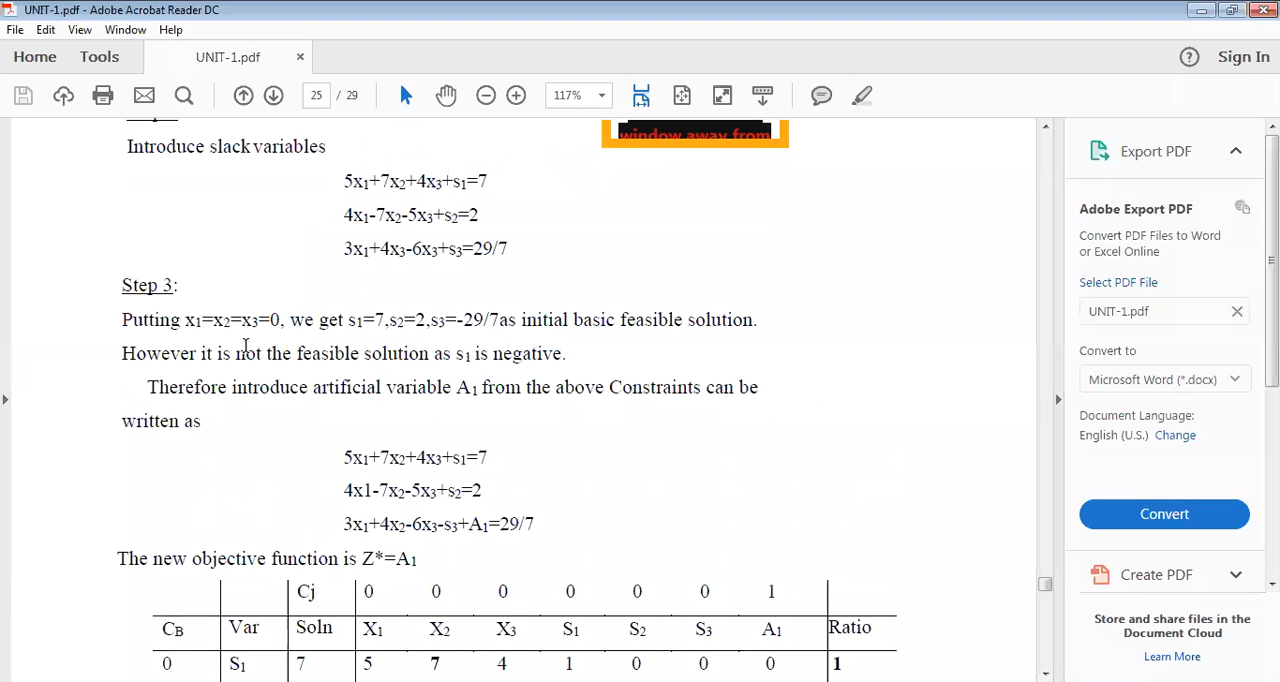 UNIT-1.pdf - Adobe Acrobat Reader DC
File Edit View Window Help
Home Tools UNIT-1.pdf × ? Sign In
25 / 29 117%
window away from
Introduce slack variables
5x₁+7x₂+4x₃+s₁=7
4x₁-7x₂-5x₃+s₂=2
3x₁+4x₃-6x₃+s₃=29/7
Step 3:
Putting x₁=x₂=x₃=0, we get s₁=7,s₂=2,s₃=-29/7as initial basic feasible solution.
However it is not the feasible solution as s₁ is negative.
Therefore introduce artificial variable A₁ from the above Constraints can be
written as
5x₁+7x₂+4x₃+s₁=7
4x1-7x₂-5x₃+s₂=2
3x₁+4x₂-6x₃-s₃+A₁=29/7
The new objective function is Z*=A₁
Cj 0 0 0 0 0 0 1
C_B Var Soln X₁ X₂ X₃ S₁ S₂ S₃ A₁ Ratio
0 S₁ 7 5 7 4 1 0 0 0 1
Export PDF
Adobe Export PDF
Convert PDF Files to Word
or Excel Online
Select PDF File
UNIT-1.pdf
Convert to
Microsoft Word (*.docx)
Document Language:
English (U.S.) Change
Convert
Create PDF
Store and share files in the
Document Cloud
Learn More